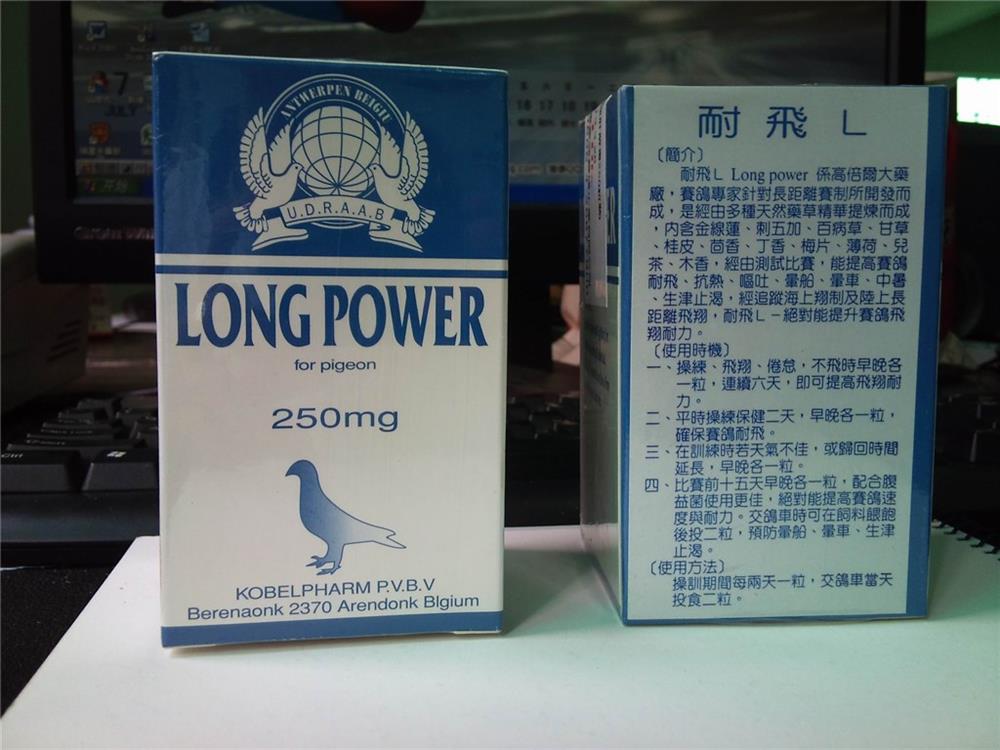 ANTWERPEN BEIGIU
U.D.R.A.A.B
LONG POWER
for pigeon
250mg
KOBELPHARM P.V.B.V
Berenaonk 2370 Arendonk Blgium
耐飛L
〔簡介〕
耐飛L Long power 係高倍爾大藥
廠，賽鴿專家針對長距離賽制所開發而
成，是經由多種天然藥草精華提煉而成
，內含金線蓮、刺五加、百病草、甘草
、桂皮、茴香、丁香、梅片、薄荷、兒
茶、木香，經由測試比賽，能提高賽鴿
耐飛、抗熱、嘔吐、暈船、暈車、中暑
、生津止渴，經追蹤海上翔制及陸上長
距離飛翔，耐飛L－絕對能提升賽鴿飛
翔耐力。
〔使用時機〕
一、操練、飛翔、倦怠，不飛時早晚各
一粒，連續六天，即可提高飛翔耐
力。
二、平時操練保健二天，早晚各一粒，
確保賽鴿耐飛。
三、在訓練時若天氣不佳，或歸回時間
延長，早晚各一粒。
四、比賽前十五天早晚各一粒，配合腹
益菌使用更佳，絕對能提高賽鴿速
度與耐力。交鴿車時可在飼料餵飽
後投二粒，預防暈船、暈車、生津
止渴。
〔使用方法〕
操訓期間每兩天一粒，交鴿車當天
投食二粒。
7
JULY
16 17 18 19
开始